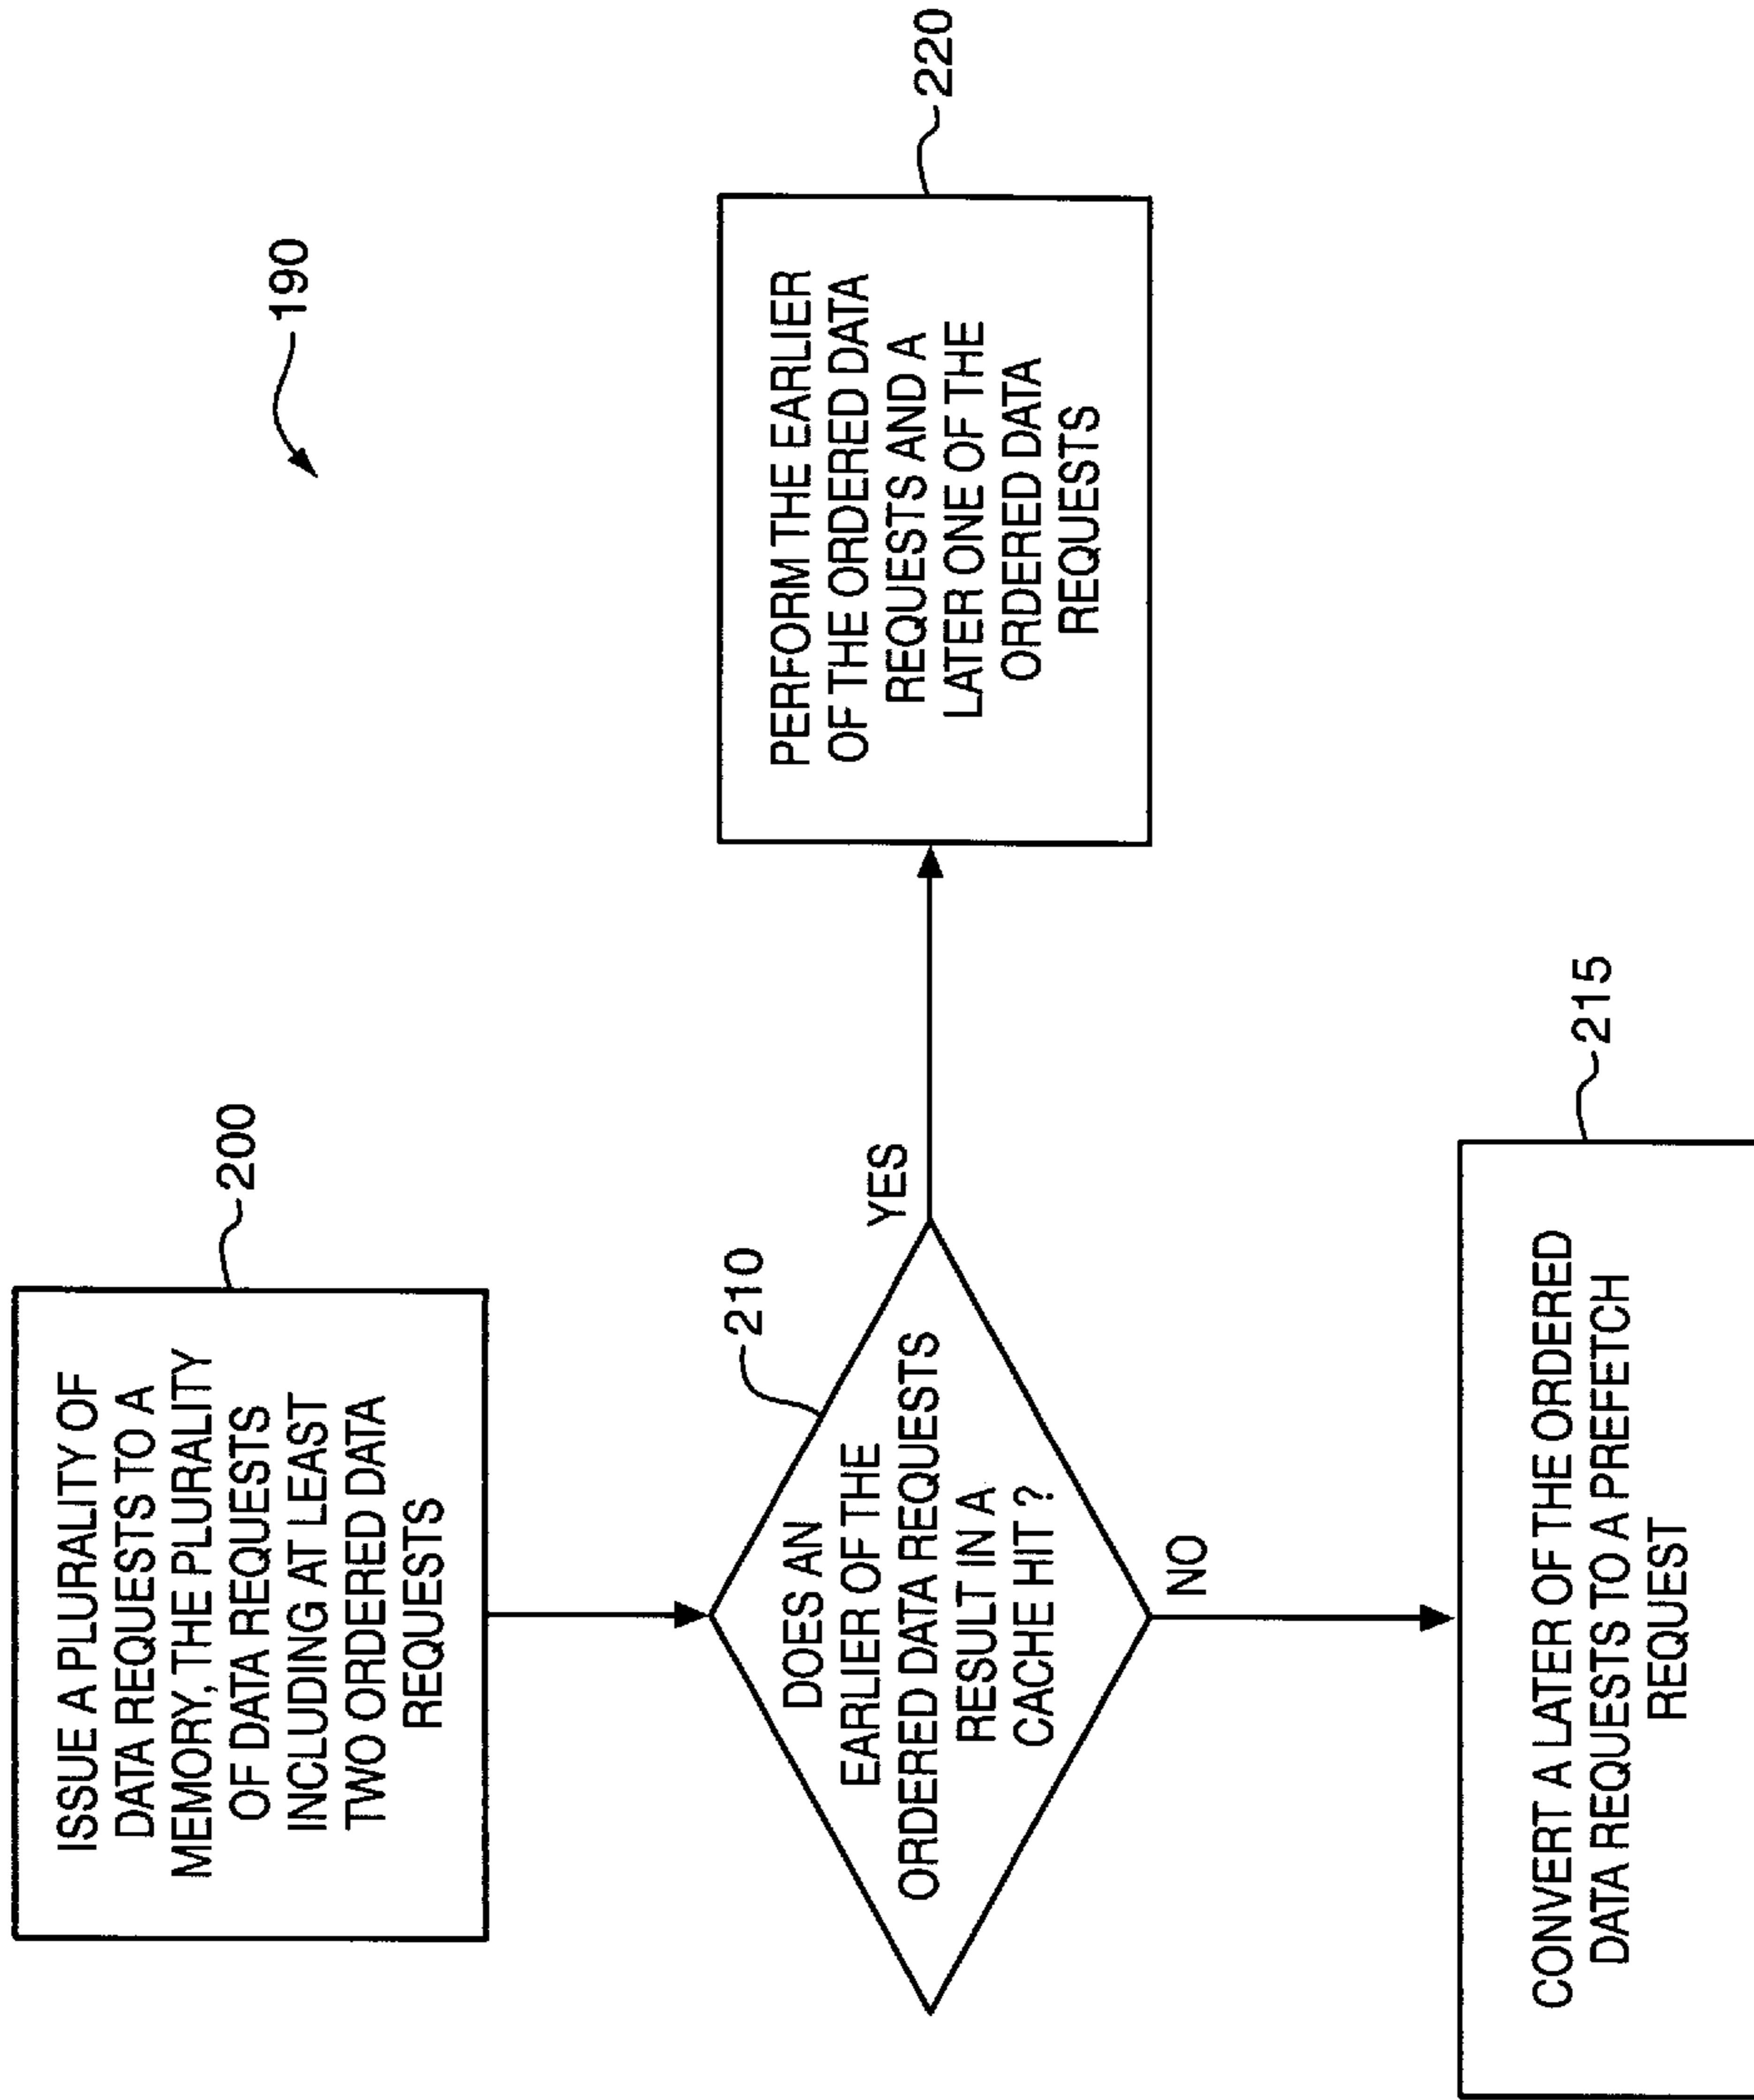 190
200
ISSUE A PLURALITY OF
DATA REQUESTS TO A
MEMORY, THE PLURALITY
OF DATA REQUESTS
INCLUDING AT LEAST
TWO ORDERED DATA
REQUESTS
210
DOES AN
EARLIER OF THE
ORDERED DATA REQUESTS
RESULT IN A
CACHE HIT ?
YES
220
PERFORM THE EARLIER
OF THE ORDERED DATA
REQUESTS AND A
LATER ONE OF THE
ORDERED DATA
REQUESTS
NO
215
CONVERT A LATER OF THE ORDERED
DATA REQUESTS TO A PREFETCH
REQUEST